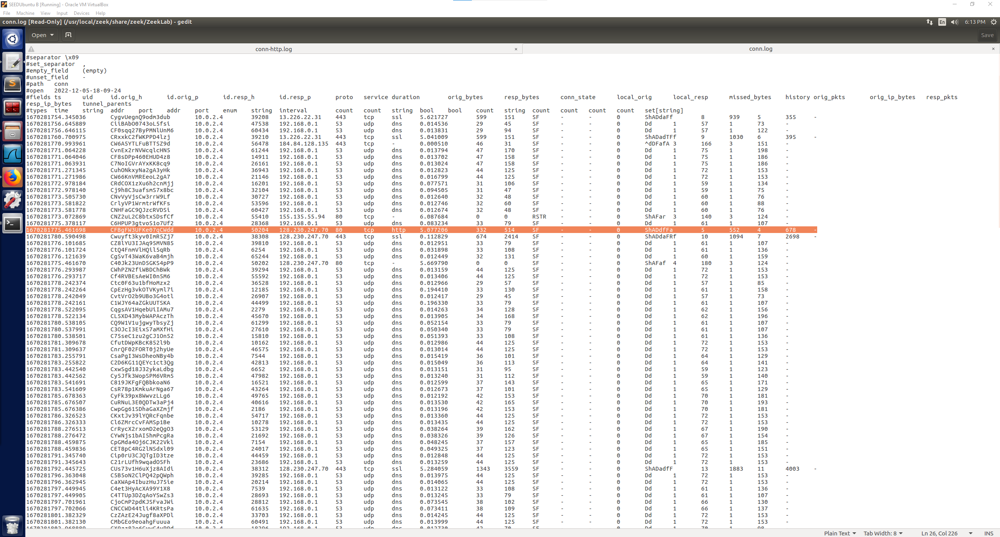 SEEDUbuntu B [Running] - Oracle VM VirtualBox
File Machine View Input Devices Help
conn.log [Read-Only] (/usr/local/zeek/share/zeek/ZeekLab) - gedit En 6:13 PM
Open Save
conn-http.log × conn.log ×
#separator \x09
#set_separator ,
#empty_field (empty)
#unset_field -
#path conn
#open 2022-12-05-18-09-24
#fields ts uid id.orig_h id.orig_p id.resp_h id.resp_p proto service duration orig_bytes resp_bytes conn_state local_orig local_resp missed_bytes history orig_pkts orig_ip_bytes resp_pkts
resp_ip_bytes tunnel_parents
#types time string addr port addr port enum string interval count count string bool bool count string count count count count set[string]
1670281754.345036 CygvUegnQ9odm3dub 10.0.2.4 39208 13.226.22.31 443 tcp ssl 5.621727 599 151 SF - - 0 ShADdaFf 8 939 5 355 -
1670281756.645889 CiiBAbO0743oL5fsi 10.0.2.4 47538 192.168.0.1 53 udp dns 0.014536 29 45 SF - - 0 Dd 1 57 1 73 -
1670281756.646115 CF0sqq27ByPMNlUnM6 10.0.2.4 60434 192.168.0.1 53 udp dns 0.013831 29 94 SF - - 0 Dd 1 57 1 122 -
1670281760.700975 CRxxkC2fWKPPD4lzj 10.0.2.4 39210 13.226.22.31 443 tcp ssl 5.041009 599 151 SF - - 0 ShADadTFf 9 1030 6 395 -
1670281770.993961 CW6A5YTLFuBTTSZ9d 10.0.2.4 56478 184.84.128.135 443 tcp - 0.000510 46 31 SF - - 0 ^dDFafA 3 166 3 151 -
1670281771.064228 CvnEx2rNVWcqlcHN5 10.0.2.4 61244 192.168.0.1 53 udp dns 0.013794 47 170 SF - - 0 Dd 1 75 1 198 -
1670281771.064046 CF8sDPp460EHUD4z8 10.0.2.4 14911 192.168.0.1 53 udp dns 0.013702 47 158 SF - - 0 Dd 1 75 1 186 -
1670281771.063931 C7NoIGVrAYxKK8cq9 10.0.2.4 26161 192.168.0.1 53 udp dns 0.013024 47 158 SF - - 0 Dd 1 75 1 186 -
1670281771.271345 CuhONkxyNa2gA3yHk 10.0.2.4 36943 192.168.0.1 53 udp dns 0.012823 44 125 SF - - 0 Dd 1 72 1 153 -
1670281771.271986 CW66KnVMREeoL2gA7 10.0.2.4 21146 192.168.0.1 53 udp dns 0.016799 44 125 SF - - 0 Dd 1 72 1 153 -
1670281772.978184 CRdCOX1zXu6h2cnMjj 10.0.2.4 16201 192.168.0.1 53 udp dns 0.077571 31 106 SF - - 0 Dd 1 59 1 134 -
1670281772.978140 Cj9h8C3uafsmS7x8bc 10.0.2.4 32104 192.168.0.1 53 udp dns 0.094505 31 47 SF - - 0 Dd 1 59 1 75 -
1670281773.505730 CNvVyVjsCw3rrW9Lf 10.0.2.4 30727 192.168.0.1 53 udp dns 0.012640 32 48 SF - - 0 Dd 1 60 1 76 -
1670281773.581822 CrlyVP1WrmtrWfKFs 10.0.2.4 53596 192.168.0.1 53 udp dns 0.012746 32 60 SF - - 0 Dd 1 60 1 88 -
1670281773.581778 CNHFaGC9QJzcRVDSi 10.0.2.4 60427 192.168.0.1 53 udp dns 0.012674 32 48 SF - - 0 Dd 1 60 1 76 -
1670281773.072869 CNZ2uL2C8btxSDsfCf 10.0.2.4 55410 155.135.55.94 80 tcp - 6.087684 0 0 RSTR - - 0 ShAFar 3 140 3 124 -
1670281775.378117 C6HPUP3gtvoS1o7Uf2 10.0.2.4 28368 192.168.0.1 53 udp dns 0.083234 33 79 SF - - 0 Dd 1 61 1 107 -
1670281775.461698 CFBgFW3UFKe07qCWdd 10.0.2.4 50204 128.230.247.70 80 tcp http 5.077206 332 514 SF - - 0 ShADdfFa 5 552 4 678 -
1670281780.590498 Cwuyft3kyv0ImR5Zj7 10.0.2.4 38308 128.230.247.70 443 tcp ssl 0.112829 674 2414 SF - - 0 ShADdaFRf 10 1094 7 2698 -
1670281776.101685 CZ8lYU3IJAq95MVN85 10.0.2.4 39810 192.168.0.1 53 udp dns 0.012951 33 79 SF - - 0 Dd 1 61 1 107 -
1670281776.101724 CtQ4FnmVlHQil5qRb 10.0.2.4 6254 192.168.0.1 53 udp dns 0.031898 33 108 SF - - 0 Dd 1 61 1 136 -
1670281776.121639 CgSvT43WaK6vaB4mjh 10.0.2.4 65244 192.168.0.1 53 udp dns 0.012449 32 131 SF - - 0 Dd 1 60 1 159 -
1670281775.461670 C40Jk23UnD5GKS4pP9 10.0.2.4 50202 128.230.247.70 80 tcp - 5.669790 0 0 SF - - 0 ShAFaf 4 180 3 124 -
1670281776.293987 CWhPZN2fiWBDChBWk 10.0.2.4 39294 192.168.0.1 53 udp dns 0.013159 44 125 SF - - 0 Dd 1 72 1 153 -
1670281776.293717 Cf4RVBEsAeWI0n5M6 10.0.2.4 55592 192.168.0.1 53 udp dns 0.013406 44 125 SF - - 0 Dd 1 72 1 153 -
1670281778.242374 Ctc0F63u1bfHoMzx2 10.0.2.4 36528 192.168.0.1 53 udp dns 0.012966 29 57 SF - - 0 Dd 1 57 1 85 -
1670281778.242264 CpEzHg3vkOTVKyml7i 10.0.2.4 12185 192.168.0.1 53 udp dns 0.194410 33 130 SF - - 0 Dd 1 61 1 158 -
1670281778.242049 CvtVrO2b9UBo3G4otl 10.0.2.4 26907 192.168.0.1 53 udp dns 0.012417 29 45 SF - - 0 Dd 1 57 1 73 -
1670281778.242161 C1WJY64aZGkUUTSKA 10.0.2.4 44499 192.168.0.1 53 udp dns 0.196330 33 79 SF - - 0 Dd 1 61 1 107 -
1670281778.522095 CqgsAV1HqebUiIAMu7 10.0.2.4 2279 192.168.0.1 53 udp dns 0.014263 34 128 SF - - 0 Dd 1 62 1 156 -
1670281778.522134 CL5XD43MybWAPAczTh 10.0.2.4 45670 192.168.0.1 53 udp dns 0.013905 34 168 SF - - 0 Dd 1 62 1 196 -
1670281780.538105 CQ9W1V1ujgwyTbsyZj 10.0.2.4 61299 192.168.0.1 53 udp dns 0.052154 33 79 SF - - 0 Dd 1 61 1 107 -
1670281780.537991 C3OJcI3EixS7aMXfHi 10.0.2.4 27610 192.168.0.1 53 udp dns 0.050340 33 79 SF - - 0 Dd 1 61 1 107 -
1670281780.538501 C75seC1zu2gCJ1On52 10.0.2.4 15810 192.168.0.1 53 udp dns 0.051393 33 108 SF - - 0 Dd 1 61 1 136 -
1670281781.309678 CfutDWpKBcK852l9b 10.0.2.4 10162 192.168.0.1 53 udp dns 0.012986 44 125 SF - - 0 Dd 1 72 1 153 -
1670281781.309637 CnrQF02FORT0j2hyUe 10.0.2.4 46575 192.168.0.1 53 udp dns 0.013014 44 125 SF - - 0 Dd 1 72 1 153 -
1670281783.255791 CsaPgI3WsDheoNBy4b 10.0.2.4 7544 192.168.0.1 53 udp dns 0.015419 36 101 SF - - 0 Dd 1 64 1 129 -
1670281783.255822 C2D6KG11QEYc1ct3Qg 10.0.2.4 42813 192.168.0.1 53 udp dns 0.015049 36 113 SF - - 0 Dd 1 64 1 141 -
1670281783.442540 CxwSgd18J32ykaLdbg 10.0.2.4 6652 192.168.0.1 53 udp dns 0.013151 31 95 SF - - 0 Dd 1 59 1 123 -
1670281783.442562 Cy5Jfk3WopSPM6VRm5 10.0.2.4 47982 192.168.0.1 53 udp dns 0.013240 31 112 SF - - 0 Dd 1 59 1 140 -
1670281783.541691 C819JKFgFQBbkoaN6 10.0.2.4 16521 192.168.0.1 53 udp dns 0.012599 37 143 SF - - 0 Dd 1 65 1 171 -
1670281783.541609 CsR78p1KmkuArNga67 10.0.2.4 43264 192.168.0.1 53 udp dns 0.012673 37 101 SF - - 0 Dd 1 65 1 129 -
1670281785.678363 CyFk39px8WwvzLLg6 10.0.2.4 49765 192.168.0.1 53 udp dns 0.012192 42 153 SF - - 0 Dd 1 70 1 181 -
1670281785.676507 CuRNuL3E0QDTw3aPj4 10.0.2.4 40616 192.168.0.1 53 udp dns 0.013530 42 165 SF - - 0 Dd 1 70 1 193 -
1670281785.676386 CwpGg61SDhaGaXZmjf 10.0.2.4 2186 192.168.0.1 53 udp dns 0.013196 42 153 SF - - 0 Dd 1 70 1 181 -
1670281786.326523 CKxtJv39lYQRcFqnbe 10.0.2.4 54717 192.168.0.1 53 udp dns 0.013360 44 125 SF - - 0 Dd 1 72 1 153 -
1670281786.326333 Cl6ZMrcCvFAMSp1Be 10.0.2.4 10278 192.168.0.1 53 udp dns 0.013435 44 125 SF - - 0 Dd 1 72 1 153 -
1670281788.276513 CrRycX2rxomD2eQgO3 10.0.2.4 53129 192.168.0.1 53 udp dns 0.038264 39 162 SF - - 0 Dd 1 67 1 190 -
1670281788.276472 CYwNjs1bAI5hmPcgRa 10.0.2.4 21692 192.168.0.1 53 udp dns 0.038326 39 126 SF - - 0 Dd 1 67 1 154 -
1670281788.459875 CpGMda4Oj6CJK22Vkl 10.0.2.4 7154 192.168.0.1 53 udp dns 0.048245 37 157 SF - - 0 Dd 1 65 1 185 -
1670281788.459836 CET8pC4RG2lNSdxl09 10.0.2.4 24017 192.168.0.1 53 udp dns 0.049325 37 123 SF - - 0 Dd 1 65 1 151 -
1670281791.345740 Cip0rU3CJQTgID3tze 10.0.2.4 44459 192.168.0.1 53 udp dns 0.012848 44 125 SF - - 0 Dd 1 72 1 153 -
1670281791.345643 C21rLUfh9wqadO5Fh 10.0.2.4 23686 192.168.0.1 53 udp dns 0.013259 44 125 SF - - 0 Dd 1 72 1 153 -
1670281792.445725 CUs73v1H6uXjz8AIdi 10.0.2.4 38312 128.230.247.70 443 tcp ssl 5.284059 1343 3559 SF - - 0 ShADadfF 13 1883 11 4003 -
1670281796.363048 C5B5oN2ClPQ42pQWph 10.0.2.4 39285 192.168.0.1 53 udp dns 0.013975 44 125 SF - - 0 Dd 1 72 1 153 -
1670281796.362945 CaXWAp4IbuzHuJ75ie 10.0.2.4 20214 192.168.0.1 53 udp dns 0.014065 44 125 SF - - 0 Dd 1 72 1 153 -
1670281797.449945 C4et3HyAcXA99Y1X8 10.0.2.4 7539 192.168.0.1 53 udp dns 0.013122 33 108 SF - - 0 Dd 1 61 1 136 -
1670281797.449905 C4TTUp3DZqAoYSwZs3 10.0.2.4 28693 192.168.0.1 53 udp dns 0.013245 33 79 SF - - 0 Dd 1 61 1 107 -
1670281797.701961 CjoCmP2pdKJSFvaJWi 10.0.2.4 28812 192.168.0.1 53 udp dns 0.073545 38 102 SF - - 0 Dd 1 66 1 130 -
1670281797.702066 CNCCWD44tli4KRtsPa 10.0.2.4 61635 192.168.0.1 53 udp dns 0.073411 38 109 SF - - 0 Dd 1 66 1 137 -
1670281801.382329 CzZAzE24Jugf8aXPDl 10.0.2.4 33703 192.168.0.1 53 udp dns 0.014245 44 125 SF - - 0 Dd 1 72 1 153 -
1670281801.382130 CMbGEo9eoahgFuuua 10.0.2.4 60491 192.168.0.1 53 udp dns 0.013999 44 125 SF - - 0 Dd 1 72 1 153 -
Plain Text Tab Width: 8 Ln 26, Col 226 INS